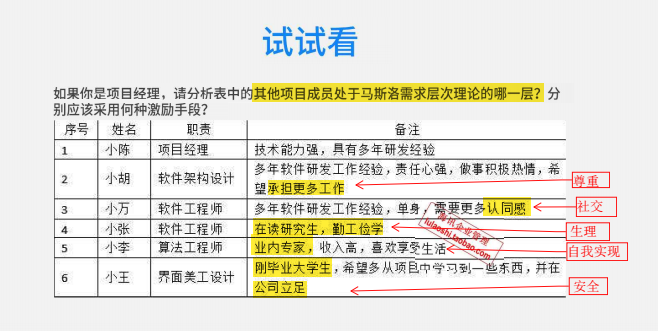 试试看
如果你是项目经理，请分析表中的其他项目成员处于马斯洛需求层次理论的哪一层？分
别应该采用何种激励手段？
序号 姓名 职责 备注
1 小陈 项目经理 技术能力强，具有多年研发经验
2 小胡 软件架构设计 多年软件研发工作经验，责任心强，做事积极热情，希
望承担更多工作
尊重
3 小万 软件工程师 多年软件研发工作经验，单身，需要更多认同感
社交
4 小张 软件工程师 在读研究生，勤工俭学
生理
5 小李 算法工程师 业内专家，收入高，喜欢享受生活
自我实现
6 小王 界面美工设计 刚毕业大学生，希望多从项目中学习到一些东西，并在
公司立足
安全
企业管理
fulaoshi.taobao.com